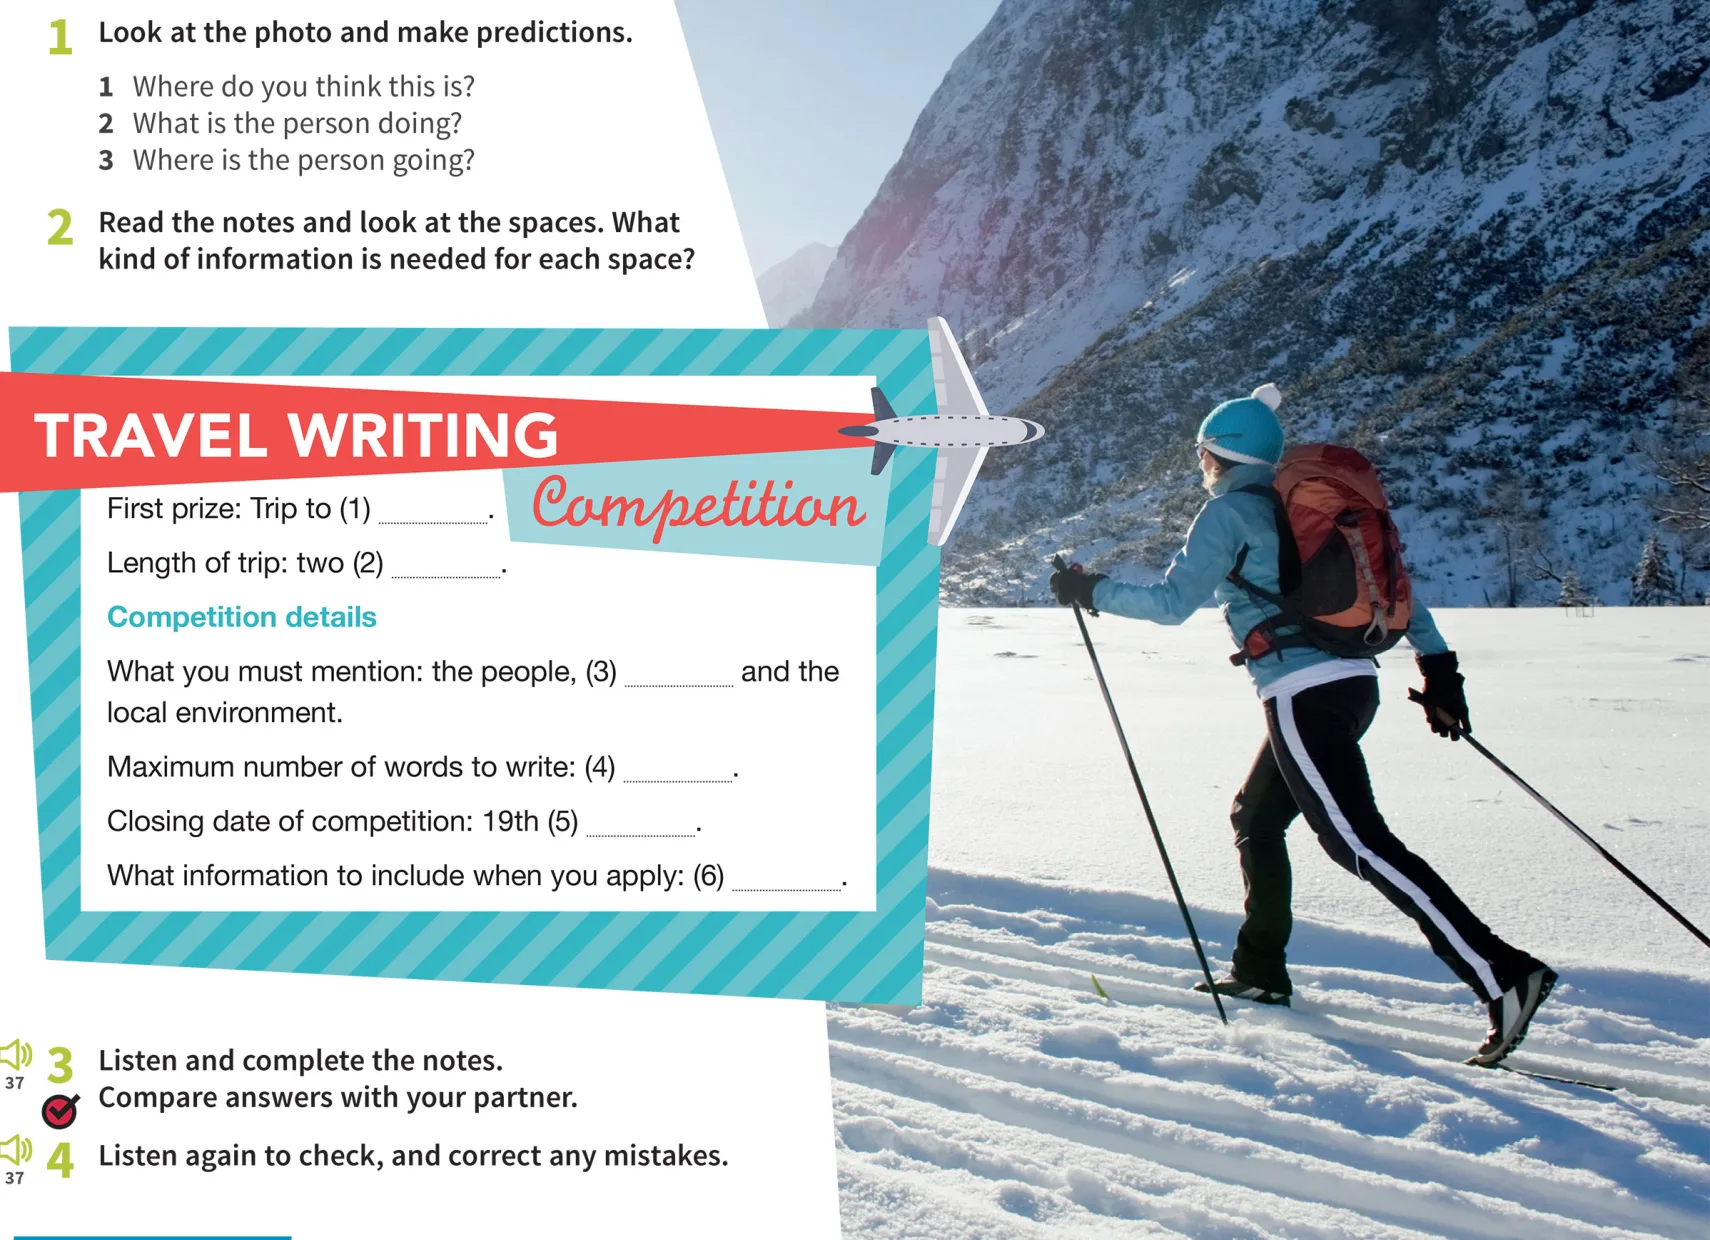 1 Look at the photo and make predictions.
1 Where do you think this is?
2 What is the person doing?
3 Where is the person going?
2 Read the notes and look at the spaces. What
kind of information is needed for each space?
TRAVEL WRITING
Competition
First prize: Trip to (1) ____________.
Length of trip: two (2) ____________.
Competition details
What you must mention: the people, (3) ____________ and the
local environment.
Maximum number of words to write: (4) ____________.
Closing date of competition: 19th (5) ____________.
What information to include when you apply: (6) ____________.
37 3 Listen and complete the notes.
Compare answers with your partner.
37 4 Listen again to check, and correct any mistakes.